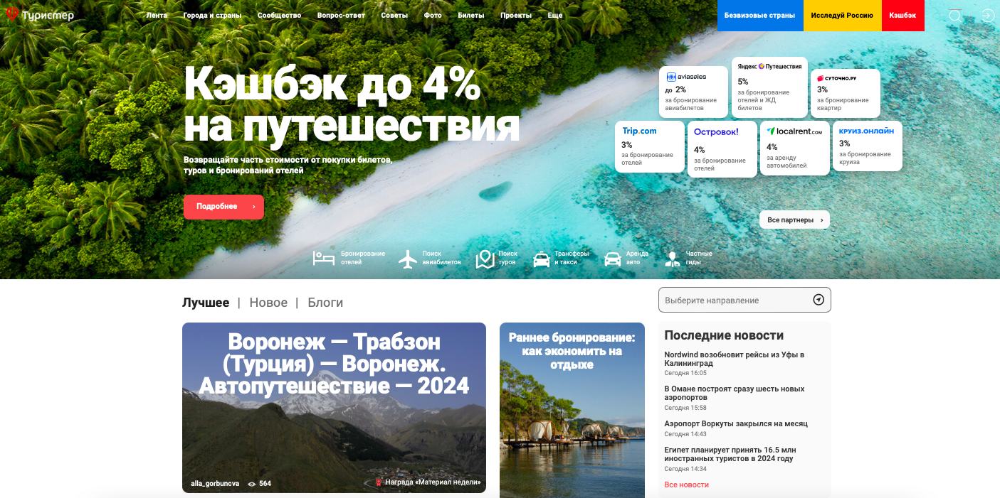 Туристер
Лента
Города и страны
Сообщество
Вопрос-ответ
Советы
Фото
Билеты
Проекты
Еще
Безвизовые страны
Исследуй Россию
Кэшбэк
Кэшбэк до 4%
на путешествия
Возвращайте часть стоимости от покупки билетов,
туров и бронирований отелей
Подробнее ›
aviasales
до 2%
за бронирование
авиабилетов
Яндекс Путешествия
5%
за бронирование
отелей и ЖД
билетов
суточно.ру
3%
за бронирование
квартир
Trip.com
3%
за бронирование
отелей
Островок!
4%
за бронирование
отелей
localrent.com
4%
за аренду
автомобилей
КРУИЗ.ОНЛАЙН
3%
за бронирование
круиза
Все партнеры ›
Бронирование
отелей
Поиск
авиабилетов
Поиск
туров
Трансферы
и такси
Аренда
авто
Частные
гиды
Лучшее | Новое | Блоги
Воронеж — Трабзон
(Турция) — Воронеж.
Автопутешествие — 2024
alla_gorbunova 564
Награда «Материал недели»
Раннее бронирование:
как экономить на
отдыхе
Выберите направление
Последние новости
Nordwind возобновит рейсы из Уфы в
Калининград
Сегодня 16:05
В Омане построят сразу шесть новых
аэропортов
Сегодня 15:58
Аэропорт Воркуты закрылся на месяц
Сегодня 14:43
Египет планирует принять 16.5 млн
иностранных туристов в 2024 году
Сегодня 14:34
Все новости